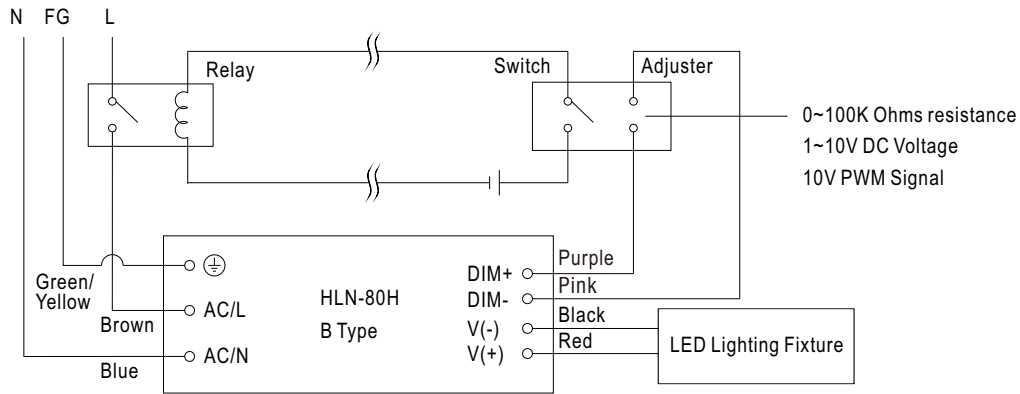 N FG L
Relay
Switch
Adjuster
0~100K Ohms resistance
1~10V DC Voltage
10V PWM Signal
Green/
Yellow
Brown
Blue
AC/L
AC/N
HLN-80H
B Type
DIM+
DIM-
V(-)
V(+)
Purple
Pink
Black
Red
LED Lighting Fixture